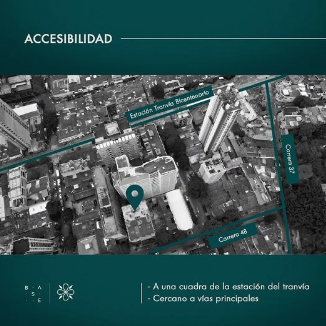 ACCESIBILIDAD
Estación Tranvía Bicentenario
Carrera 37
Carrera 48
B A
S E
- A una cuadra de la estación del tranvía
- Cercano a vías principales